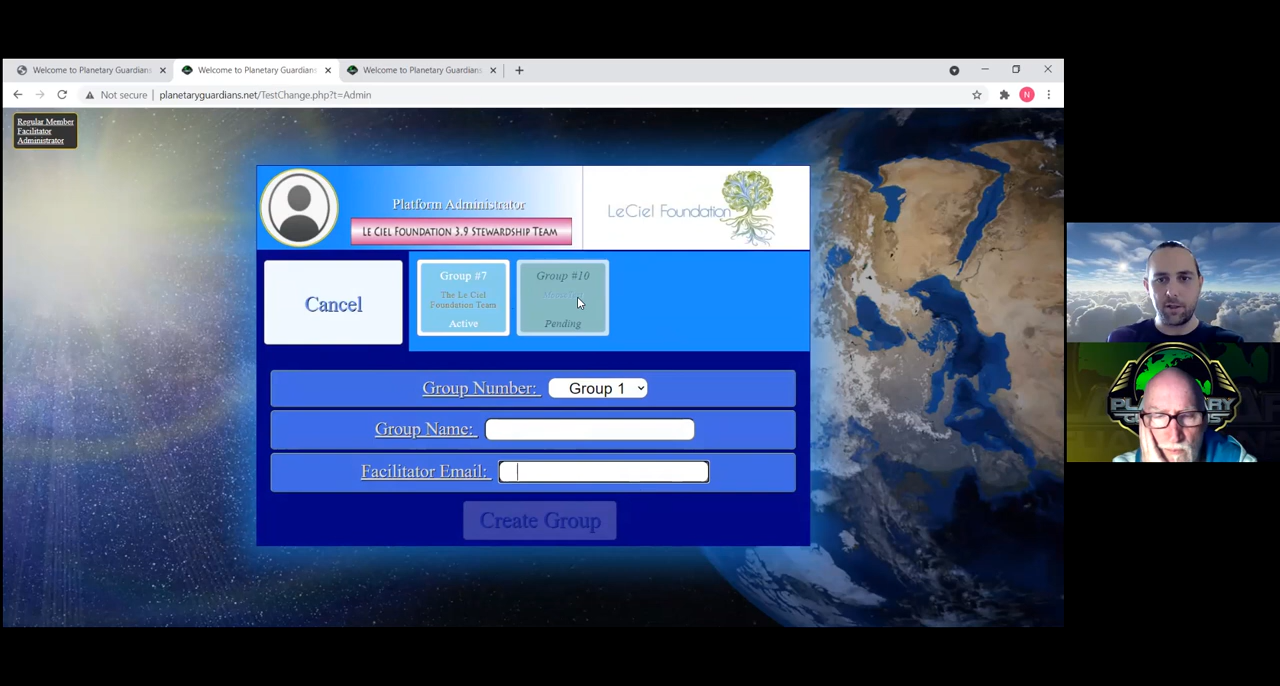 Welcome to Planetary Guardians
Welcome to Planetary Guardians
Welcome to Planetary Guardians
Not secure
planetaryguardians.net/TestChange.php?t=Admin
N
Regular Member
Facilitator
Administrator
Platform Administrator
LE CIEL FOUNDATION 3.9 STEWARDSHIP TEAM
LeCiel Foundation
Cancel
Group #7
The Le Ciel
Foundation Team
Active
Group #10
Pending
Group Number:
Group 1
Group Name:
Facilitator Email:
Create Group